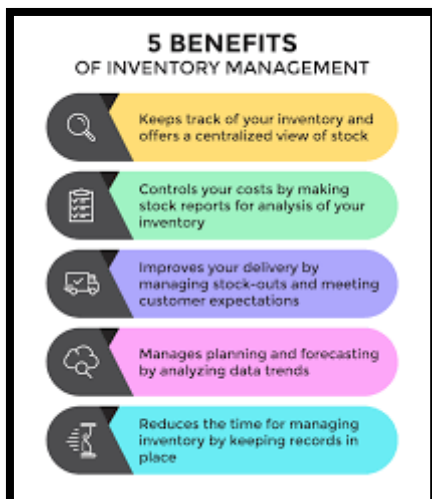 5 BENEFITS
OF INVENTORY MANAGEMENT
Keeps track of your inventory and
offers a centralized view of stock
Controls your costs by making
stock reports for analysis of your
inventory
Improves your delivery by
managing stock-outs and meeting
customer expectations
Manages planning and forecasting
by analyzing data trends
Reduces the time for managing
inventory by keeping records in
place